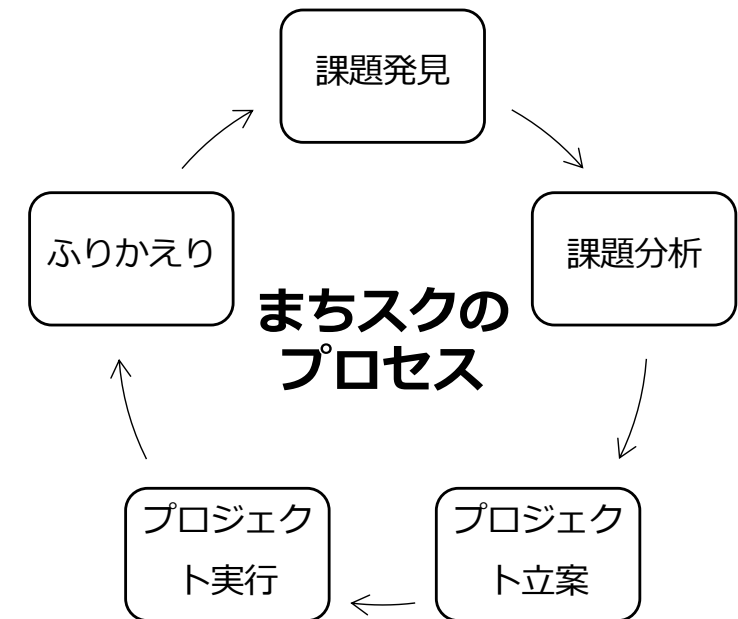 課題発見
課題分析
プロジェク
ト立案
プロジェク
ト実行
ふりかえり
まちスクの
プロセス